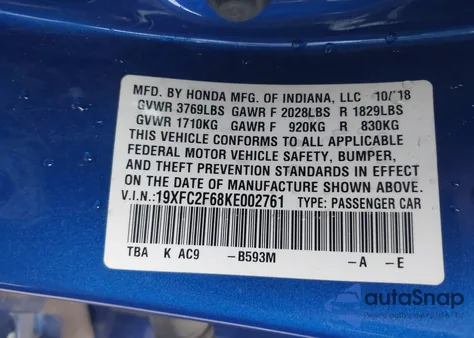 MFD. BY HONDA MFG. OF INDIANA, LLC 10/18
GVWR 3769LBS GAWR F 2028LBS R 1829LBS
GVWR 1710KG GAWR F 920KG R 830KG
THIS VEHICLE CONFORMS TO ALL APPLICABLE
FEDERAL MOTOR VEHICLE SAFETY, BUMPER,
AND THEFT PREVENTION STANDARDS IN EFFECT
ON THE DATE OF MANUFACTURE SHOWN ABOVE.
V.I.N.:19XFC2F68KE002761 TYPE: PASSENGER CAR
TBA K AC9 -B593M -A -E
autoSnap